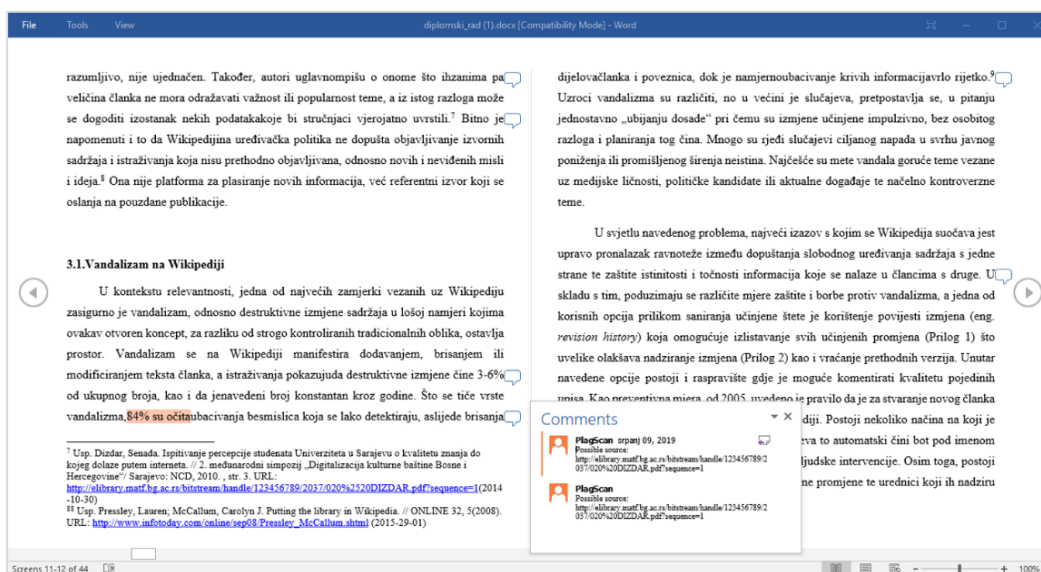 File Tools View diplomski_rad (1).docx [Compatibility Mode] - Word
razumljivo, nije ujednačen. Također, autori uglavnompišu o onome što ihzanima pa
veličina članka ne mora odražavati važnost ili popularnost teme, a iz istog razloga može
se dogoditi izostanak nekih podatakakoje bi stručnjaci vjerojatno uvrstili.7 Bitno je
napomenuti i to da Wikipedijina uređivačka politika ne dopušta objavljivanje izvornih
sadržaja i istraživanja koja nisu prethodno objavljivana, odnosno novih i neviđenih misli
i ideja.8 Ona nije platforma za plasiranje novih informacija, već referentni izvor koji se
oslanja na pouzdane publikacije.
3.1.Vandalizam na Wikipediji
U kontekstu relevantnosti, jedna od najvećih zamjerki vezanih uz Wikipediju
zasigurno je vandalizam, odnosno destruktivne izmjene sadržaja u lošoj namjeri kojima
ovakav otvoren koncept, za razliku od strogo kontroliranih tradicionalnih oblika, ostavlja
prostor. Vandalizam se na Wikipediji manifestira dodavanjem, brisanjem ili
modificiranjem teksta članka, a istraživanja pokazujuda destruktivne izmjene čine 3-6%
od ukupnog broja, kao i da jenavedeni broj konstantan kroz godine. Što se tiče vrste
vandalizma,84% su očitaubacivanja besmislica koja se lako detektiraju, aslijede brisanja
7 Usp. Dizdar, Senada. Ispitivanje percepcije studenata Univerziteta u Sarajevu o kvalitetu znanja do
kojeg dolaze putem interneta. // 2. međunarodni simpozij „Digitalizacija kulturne baštine Bosne i
Hercegovine“/ Sarajevo: NCD, 2010. , str. 3. URL:
http://elibrary.matf.bg.ac.rs/bitstream/handle/123456789/2037/020%2520DIZDAR.pdf?sequence=1(2014
-10-30)
88 Usp. Pressley, Lauren; McCallum, Carolyn J. Putting the library in Wikipedia. // ONLINE 32, 5(2008).
URL: http://www.infotoday.com/online/sep08/Pressley_McCallum.shtml (2015-29-01)
dijelovačlanka i poveznica, dok je namjernoubacivanje krivih informacijavrlo rijetko.9
Uzroci vandalizma su različiti, no u većini je slučajeva, pretpostavlja se, u pitanju
jednostavno „ubijanju dosade“ pri čemu su izmjene učinjene impulzivno, bez osobitog
razloga i planiranja tog čina. Mnogo su rjeđi slučajevi ciljanog napada u svrhu javnog
poniženja ili promišljenog širenja neistina. Najčešće su mete vandala goruće teme vezane
uz medijske ličnosti, političke kandidate ili aktualne događaje te načelno kontroverzne
teme.
U svjetlu navedenog problema, najveći izazov s kojim se Wikipedija suočava jest
upravo pronalazak ravnoteže između dopuštanja slobodnog uređivanja sadržaja s jedne
strane te zaštite istinitosti i točnosti informacija koje se nalaze u člancima s druge. U
skladu s tim, poduzimaju se različite mjere zaštite i borbe protiv vandalizma, a jedna od
korisnih opcija prilikom saniranja učinjene štete je korištenje povijesti izmjena (eng.
revision history) koja omogućuje izlistavanje svih učinjenih promjena (Prilog 1) što
uvelike olakšava nadziranje izmjena (Prilog 2) kao i vraćanje prethodnih verzija. Unutar
navedene opcije postoji i raspravište gdje je moguće komentirati kvalitetu pojedinih
unisa. Kao preventivna mjera, od 2005. uvedeno je pravilo da je za stvaranje novog članka
diji. Postoji nekoliko načina na koji je
eva to automatski čini bot pod imenom
ljudske intervencije. Osim toga, postoji
ne promjene te urednici koji ih nadziru
Comments
PlagScan srpanj 09, 2019
Possible source:
http://elibrary.matf.bg.ac.rs/bitstream/handle/123456789/2
037/020%20DIZDAR.pdf?sequence=1
PlagScan
Possible source:
http://elibrary.matf.bg.ac.rs/bitstream/handle/123456789/2
037/020%20DIZDAR.pdf?sequence=1
Screens 11-12 of 44 100%